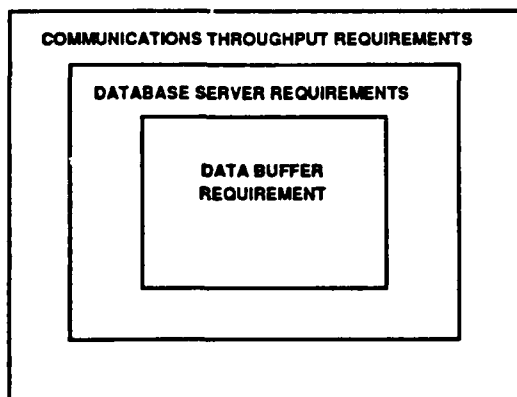 COMMUNICATIONS THROUGHPUT REQUIREMENTS
DATABASE SERVER REQUIREMENTS
DATA BUFFER
REQUIREMENT